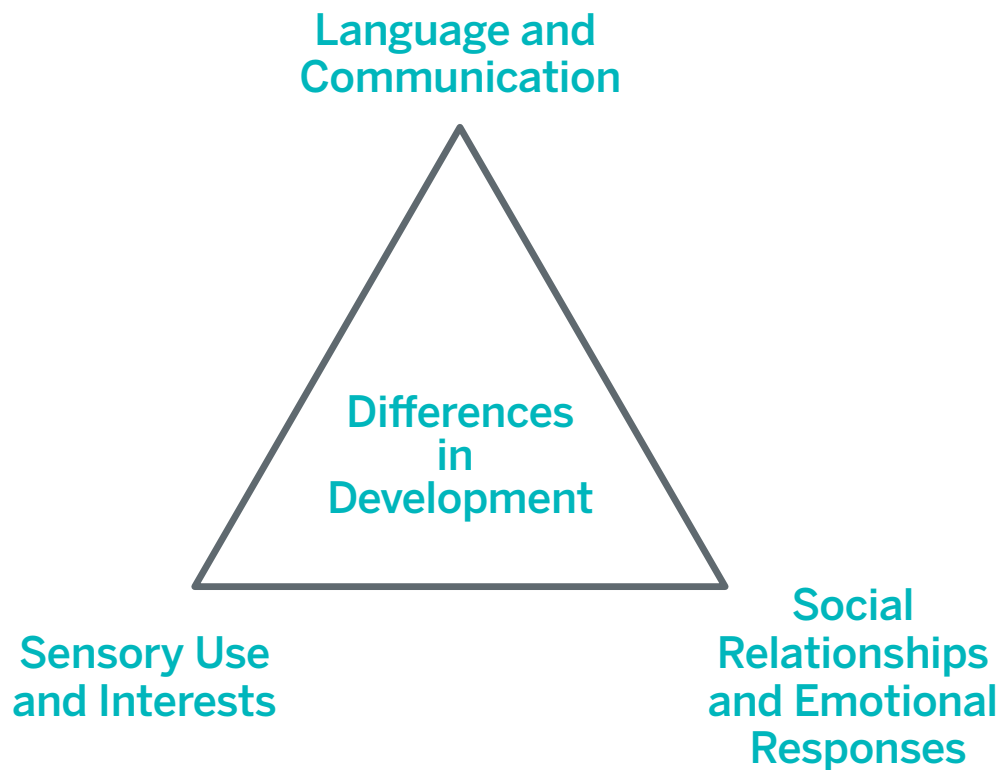 Language and
Communication
Differences
in
Development
Sensory Use
and Interests
Social
Relationships
and Emotional
Responses